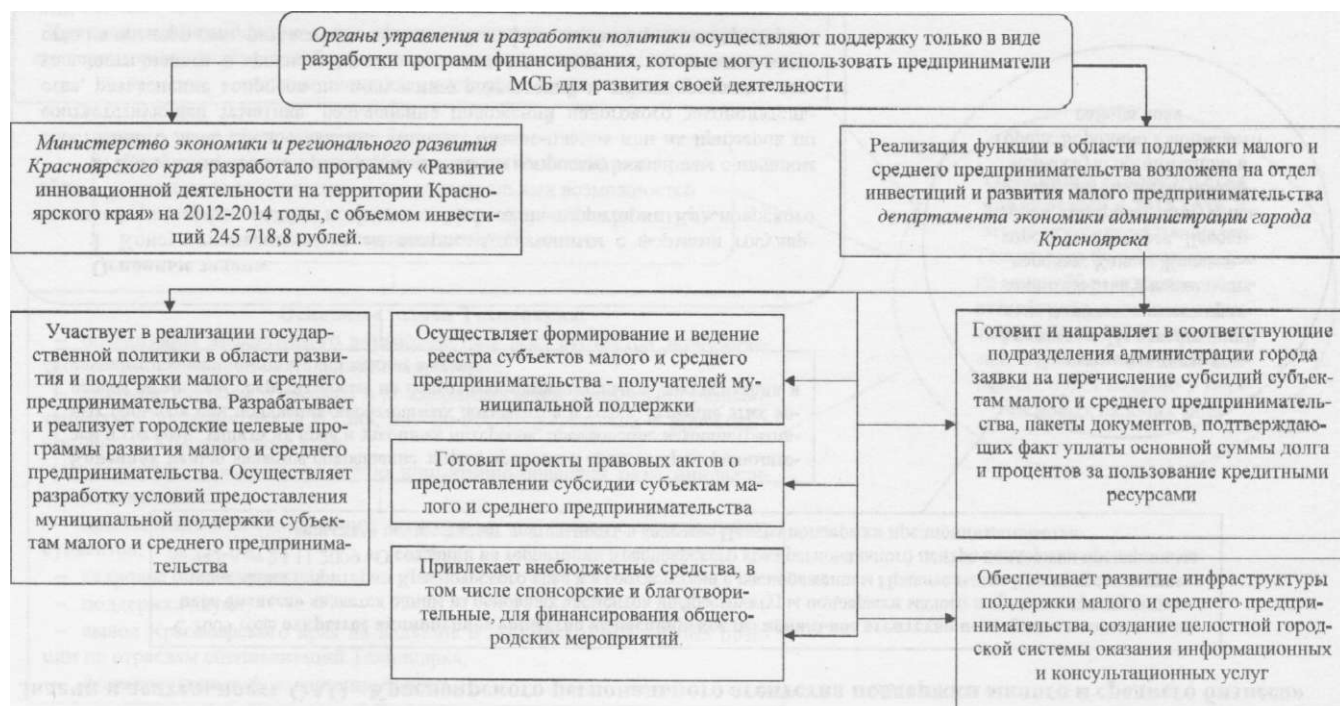 Органы управления и разработки политики осуществляют поддержку только в виде
разработки программ финансирования, которые могут использовать предприниматели
МСБ для развития своей деятельности
Министерство экономики и регионального развития
Красноярского края разработало программу «Развитие
инновационной деятельности на территории Красно-
ярского края» на 2012-2014 годы, с объемом инвести-
ций 245 718,8 рублей.
Реализация функции в области поддержки малого и
среднего предпринимательства возложена на отдел
инвестиций и развития малого предпринимательства
департамента экономики администрации города
Красноярска
Участвует в реализации государ-
ственной политики в области разви-
тия и поддержки малого и среднего
предпринимательства. Разрабатывает
и реализует городские целевые про-
граммы развития малого и среднего
предпринимательства. Осуществляет
разработку условий предоставления
муниципальной поддержки субъек-
там малого и среднего предпринима-
тельства
Осуществляет формирование и ведение
реестра субъектов малого и среднего
предпринимательства - получателей му-
ниципальной поддержки
Готовит проекты правовых актов о
предоставлении субсидии субъектам ма-
лого и среднего предпринимательства
Привлекает внебюджетные средства, в
том числе спонсорские и благотвори-
тельные, для финансирования общего-
родских мероприятий.
Готовит и направляет в соответствующие
подразделения администрации города
заявки на перечисление субсидий субъек-
там малого и среднего предприниматель-
ства, пакеты документов, подтверждаю-
щих факт уплаты основной суммы долга
и процентов за пользование кредитными
ресурсами
Обеспечивает развитие инфраструктуры
поддержки малого и среднего предпри-
нимательства, создание целостной город-
ской системы оказания информационных
и консультационных услуг